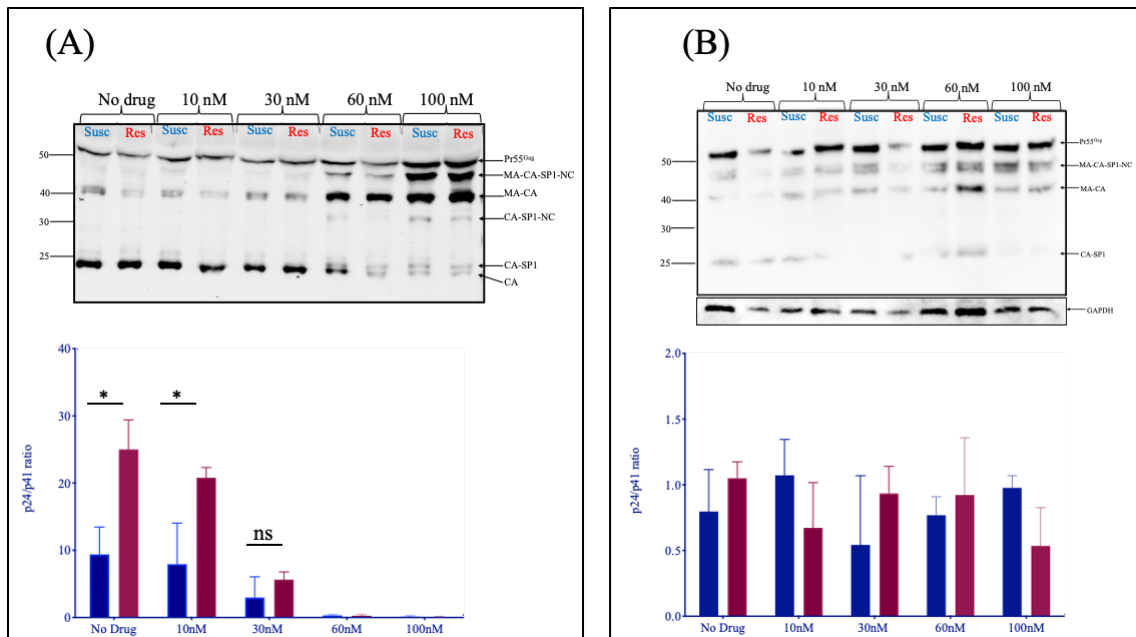 (A)
No drug 10 nM 30 nM 60 nM 100 nM
Susc Res Susc Res Susc Res Susc Res Susc Res
50
40
30
25
Pr55Gag
MA-CA-SP1-NC
MA-CA
CA-SP1-NC
CA-SP1
CA
40
30
20
10
0
p24/p41 ratio
*
*
ns
No Drug 10nM 30nM 60nM 100nM
(B)
No drug 10 nM 30 nM 60 nM 100 nM
Susc Res Susc Res Susc Res Susc Res Susc Res
50
40
30
25
Pr55Gag
MA-CA-SP1-NC
MA-CA
CA-SP1
GAPDH
2.0
1.5
1.0
0.5
0.0
p24/p41 ratio
No Drug 10nM 30nM 60nM 100nM